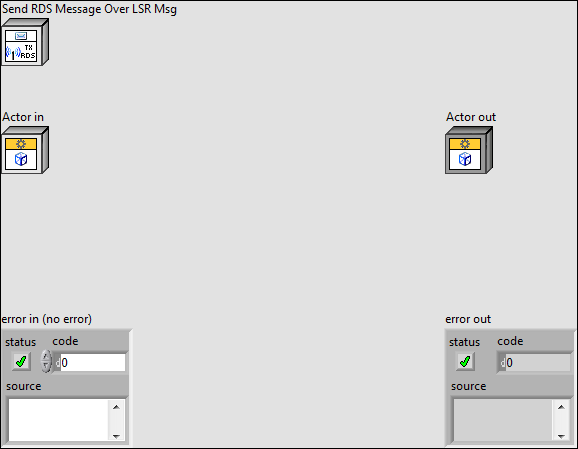 Send RDS Message Over LSR Msg
TX
RDS
Actor in
Actor out
error in (no error)
error out
status code
0
source
status code
0
source